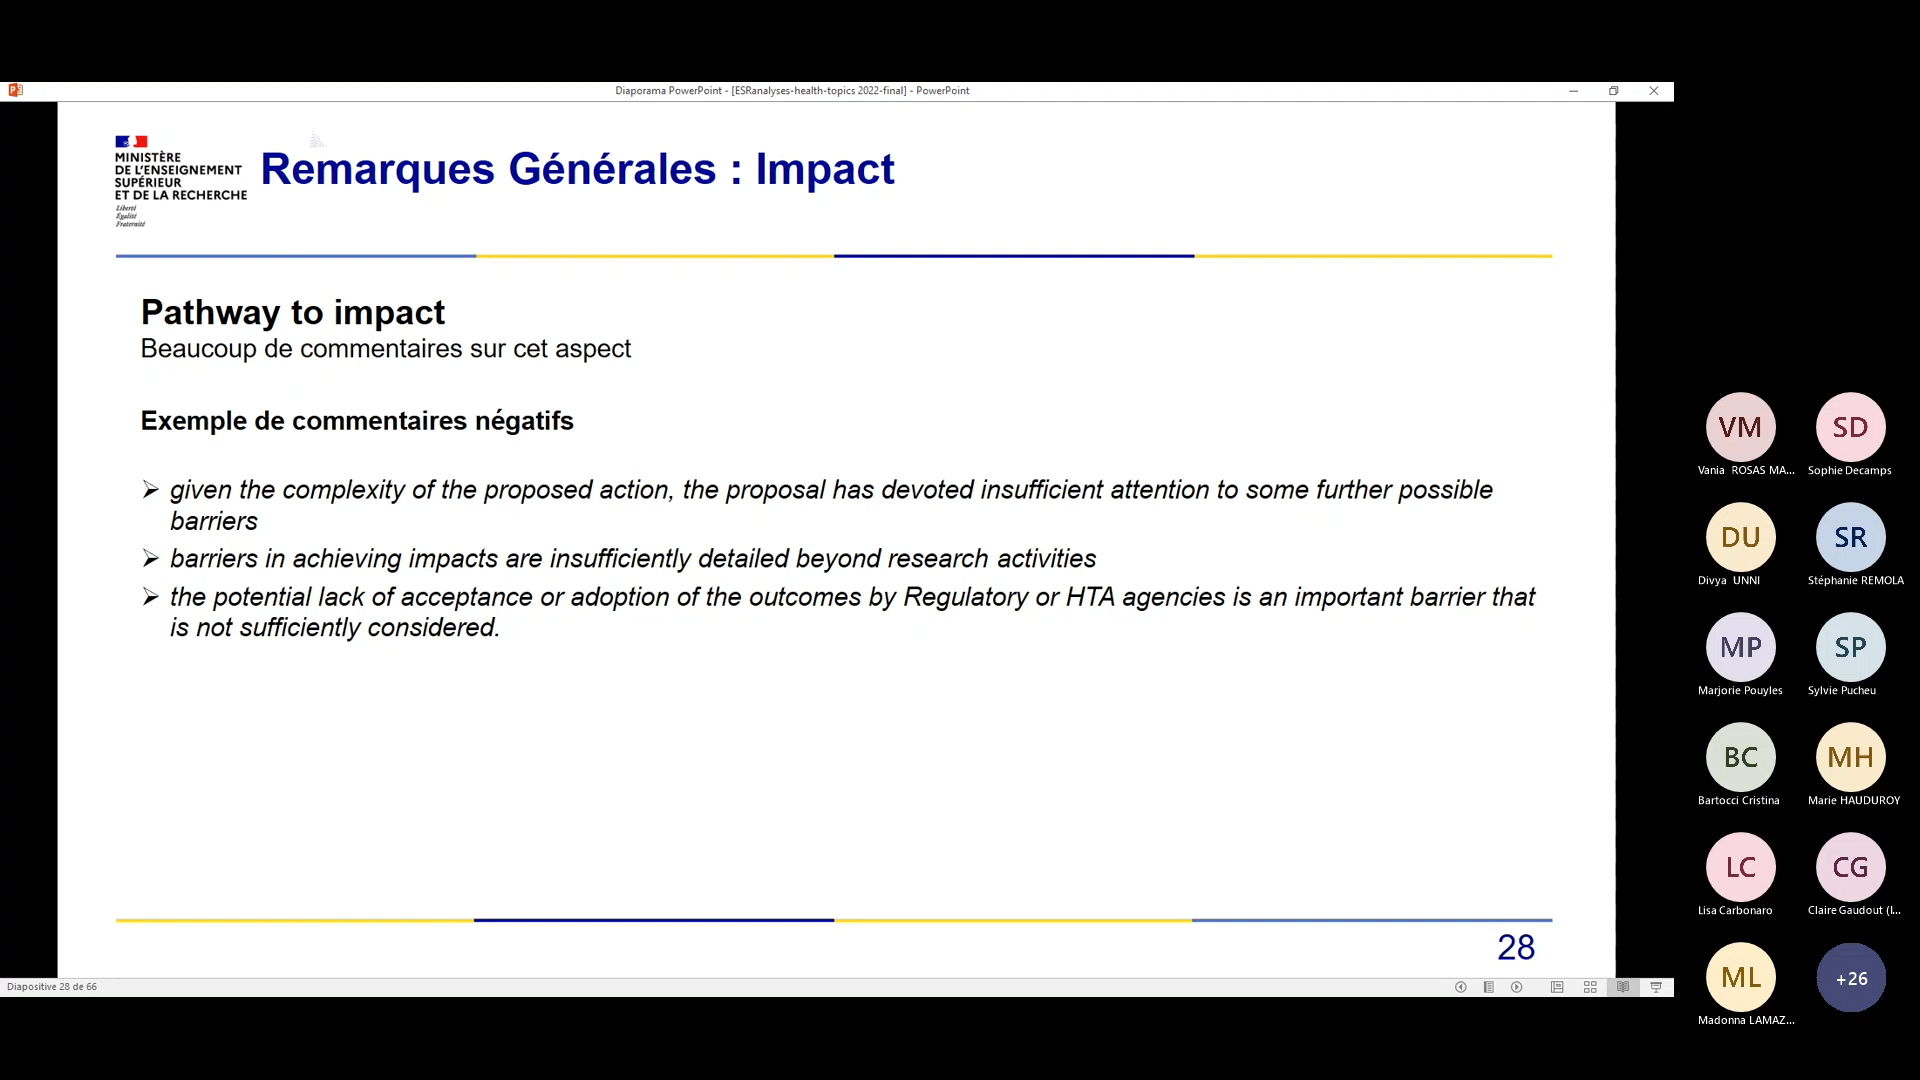 Diaporama PowerPoint - [ESRanalyses-health-topics 2022-final] - PowerPoint
MINISTÈRE
DE L'ENSEIGNEMENT
SUPÉRIEUR
ET DE LA RECHERCHE
Liberté
Égalité
Fraternité
Remarques Générales : Impact
Pathway to impact
Beaucoup de commentaires sur cet aspect
Exemple de commentaires négatifs
➢ given the complexity of the proposed action, the proposal has devoted insufficient attention to some further possible
barriers
➢ barriers in achieving impacts are insufficiently detailed beyond research activities
➢ the potential lack of acceptance or adoption of the outcomes by Regulatory or HTA agencies is an important barrier that
is not sufficiently considered.
28
Diapositive 28 de 66
VM
Vania ROSAS MA...
SD
Sophie Decamps
DU
Divya UNNI
SR
Stéphanie REMOLA
MP
Marjorie Pouyles
SP
Sylvie Pucheu
BC
Bartocci Cristina
MH
Marie HAUDUROY
LC
Lisa Carbonaro
CG
Claire Gaudout (I...
ML
Madonna LAMAZ...
+26